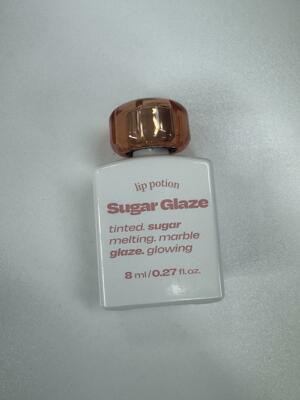 lip potion
Sugar Glaze
tinted. sugar
melting. marble
glaze. glowing
8 ml/0.27 fl.oz.